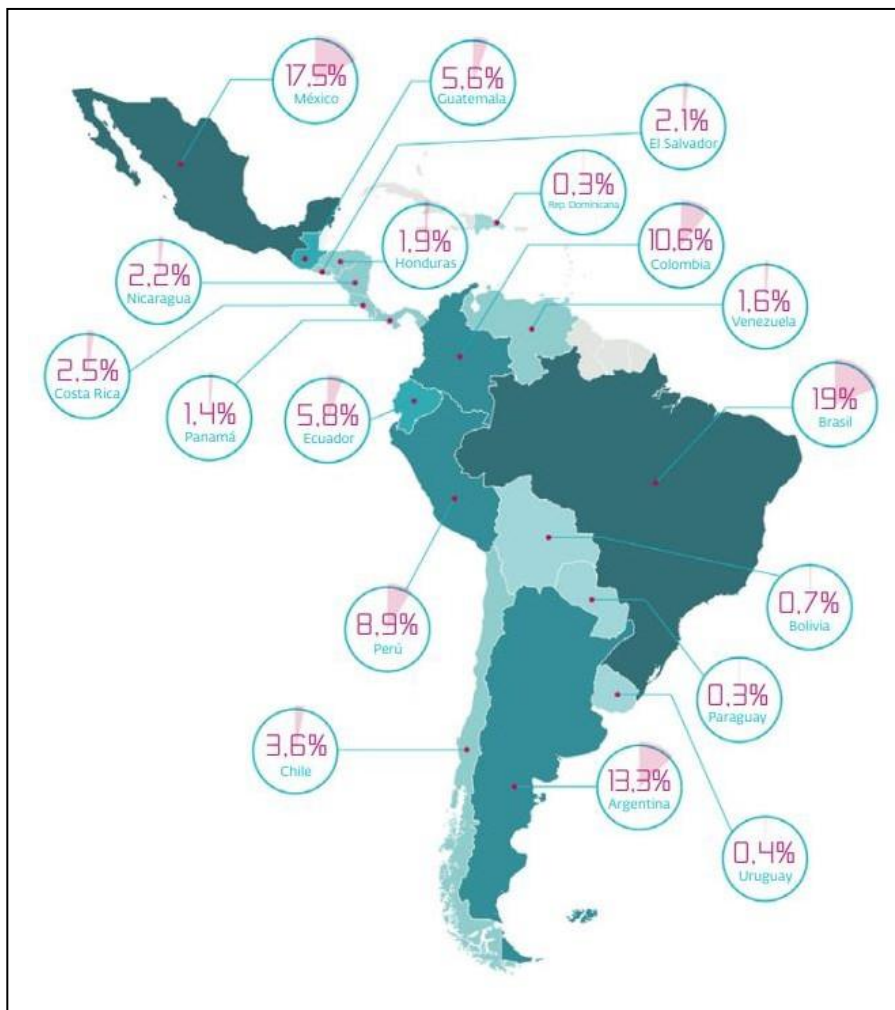 17,5%
México
5,6%
Guatemala
2,1%
El Salvador
0,3%
Rep. Dominicana
10,6%
Colombia
1,9%
Honduras
2,2%
Nicaragua
1,6%
Venezuela
2,5%
Costa Rica
1,4%
Panamá
5,8%
Ecuador
19%
Brasil
8,9%
Perú
0,7%
Bolivia
0,3%
Paraguay
3,6%
Chile
13,3%
Argentina
0,4%
Uruguay